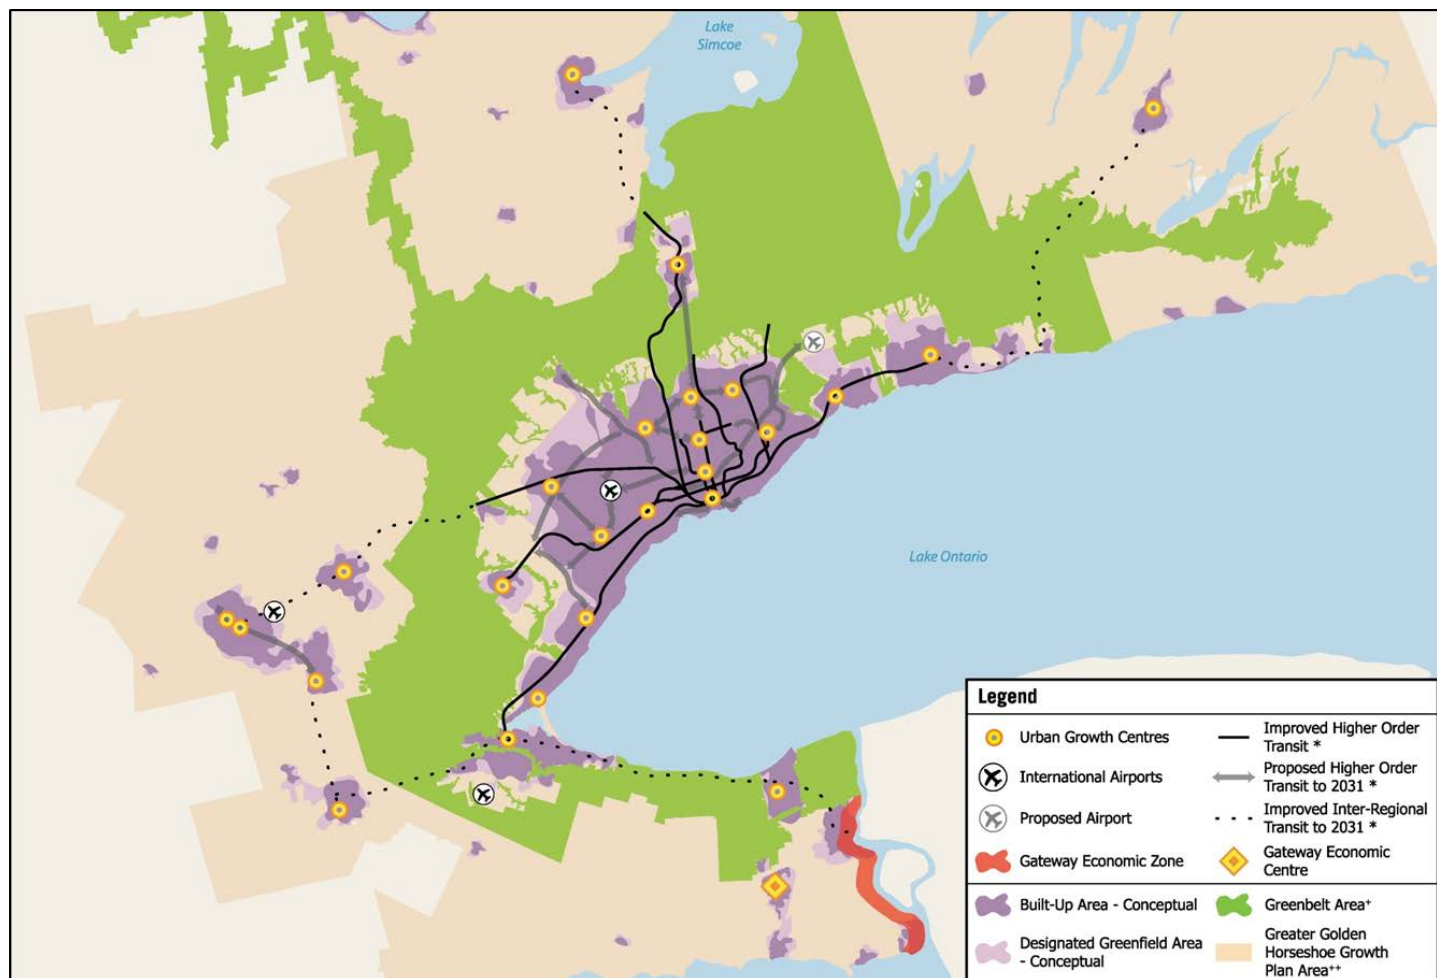 Lake
Simcoe
Lake Ontario
Legend
Urban Growth Centres
International Airports
Proposed Airport
Gateway Economic Zone
Improved Higher Order
Transit *
Proposed Higher Order
Transit to 2031 *
Improved Inter-Regional
Transit to 2031 *
Gateway Economic
Centre
Built-Up Area - Conceptual
Designated Greenfield Area
- Conceptual
Greenbelt Area⁺
Greater Golden
Horseshoe Growth
Plan Area⁺⁺